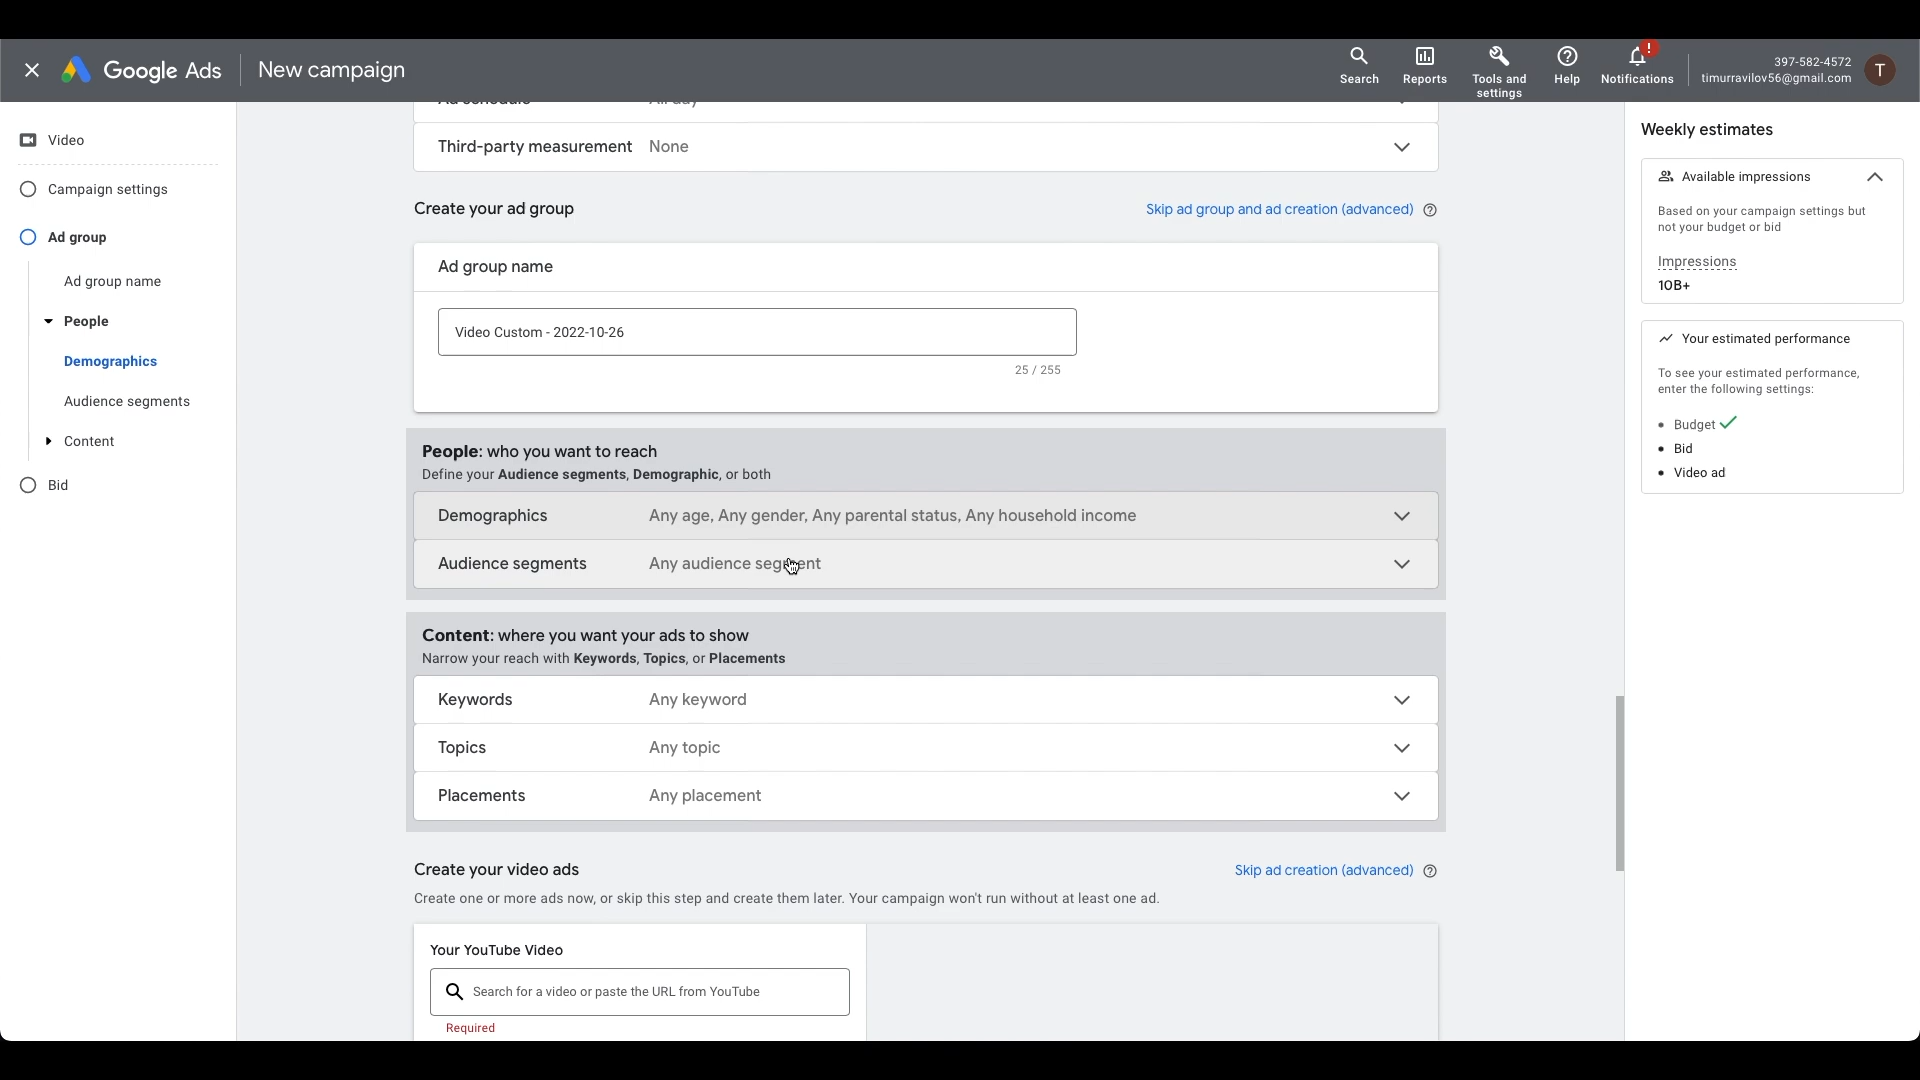 Google Ads
New campaign
Search
Reports
Tools and
settings
Help
!
Notifications
397-582-4572
timurravilov56@gmail.com
T
Video
Campaign settings
Ad group
Ad group name
People
Demographics
Audience segments
Content
Bid
Ad schedule All day
Third-party measurement None
Create your ad group
Skip ad group and ad creation (advanced)
Ad group name
Video Custom - 2022-10-26
25 / 255
People: who you want to reach
Define your Audience segments, Demographic, or both
Demographics Any age, Any gender, Any parental status, Any household income
Audience segments Any audience segment
Content: where you want your ads to show
Narrow your reach with Keywords, Topics, or Placements
Keywords Any keyword
Topics Any topic
Placements Any placement
Create your video ads
Skip ad creation (advanced)
Create one or more ads now, or skip this step and create them later. Your campaign won't run without at least one ad.
Your YouTube Video
Search for a video or paste the URL from YouTube
Required
Weekly estimates
Available impressions
Based on your campaign settings but
not your budget or bid
Impressions
10B+
Your estimated performance
To see your estimated performance,
enter the following settings:
• Budget
• Bid
• Video ad